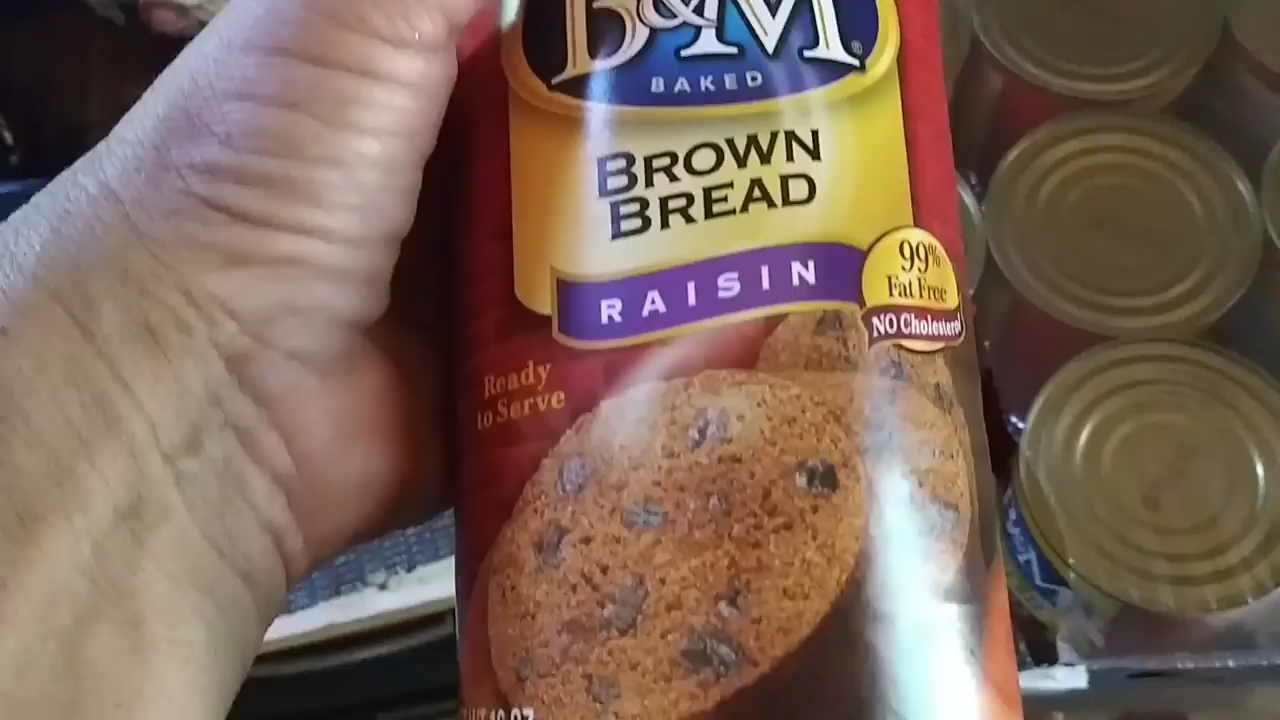 B&M®
BAKED
BROWN
BREAD
RAISIN
99%
Fat Free
NO Cholesterol
Ready
to Serve